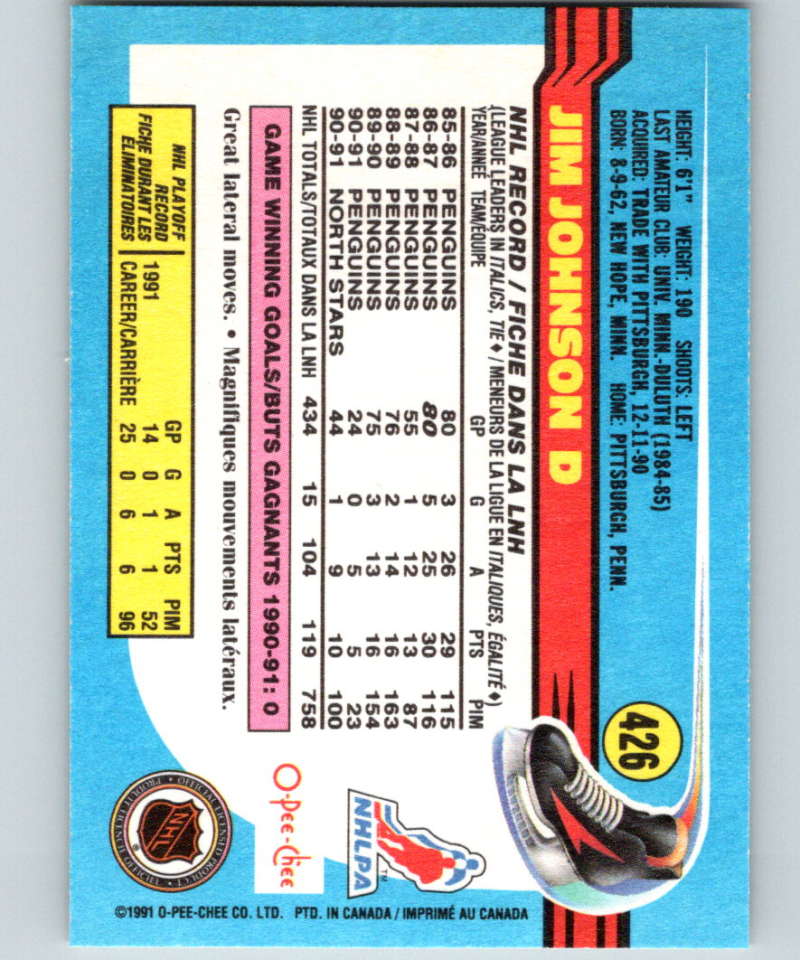 HEIGHT: 6'1" WEIGHT: 190 SHOOTS: LEFT
LAST AMATEUR CLUB: UNIV. MINN.-DULUTH (1984-85)
ACQUIRED: TRADE WITH PITTSBURGH, 12-11-90
BORN: 8-9-62, NEW HOPE, MINN. HOME: PITTSBURGH, PENN.
426
JIM JOHNSON D
NHL RECORD / FICHE DANS LA LNH
(LEAGUE LEADERS IN ITALICS, TIE ♦ / MENEURS DE LA LIGUE EN ITALIQUES, ÉGALITÉ ♦)
YEAR/ANNÉE TEAM/ÉQUIPE GP G A PTS PIM
85-86 PENGUINS 80 3 26 29 115
86-87 PENGUINS 80 5 25 30 116
87-88 PENGUINS 55 1 12 13 87
88-89 PENGUINS 76 2 14 16 163
89-90 PENGUINS 75 3 13 16 154
90-91 PENGUINS 24 0 5 5 23
90-91 NORTH STARS 44 1 9 10 100
NHL TOTALS/TOTAUX DANS LA LNH 434 15 104 119 758
GAME WINNING GOALS/BUTS GAGNANTS 1990-91: 0
Great lateral moves. • Magnifiques mouvements latéraux.
NHL PLAYOFF
RECORD
FICHE DURANT LES
ÉLIMINATOIRES
GP G A PTS PIM
1991 14 0 1 1 52
CAREER/CARRIÈRE 25 0 6 6 96
NHLPA
TM
O-Pee-Chee
NHL
®
• OFFICIAL LICENSED PRODUCT • PRODUIT LICENCIÉ OFFICIEL
©1991 O-PEE-CHEE CO. LTD. PTD. IN CANADA / IMPRIMÉ AU CANADA